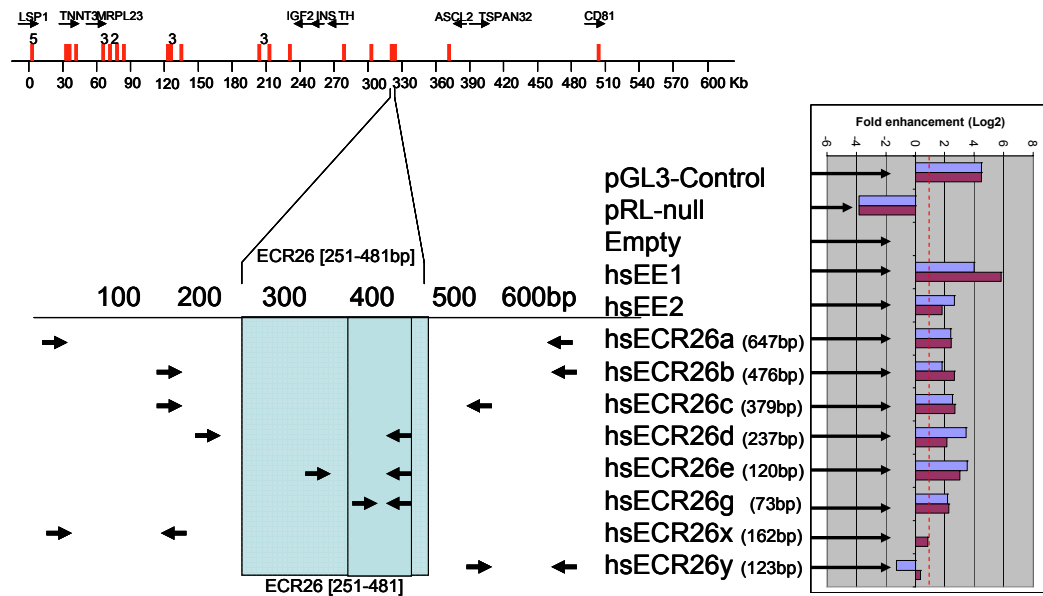 LSP1 TNNT3 MRPL23 IGF2 INS TH ASCL2 TSPAN32 CD81
5 3 2 3 3
0 30 60 90 120 150 180 210 240 270 300 330 360 390 420 450 480 510 540 570 600 Kb
Fold enhancement (Log2)
-6 -4 -2 0 2 4 6 8
pGL3-Control
pRL-null
Empty
hsEE1
hsEE2
hsECR26a (647bp)
hsECR26b (476bp)
hsECR26c (379bp)
hsECR26d (237bp)
hsECR26e (120bp)
hsECR26g (73bp)
hsECR26x (162bp)
hsECR26y (123bp)
ECR26 [251-481bp]
100 200 300 400 500 600bp
ECR26 [251-481]